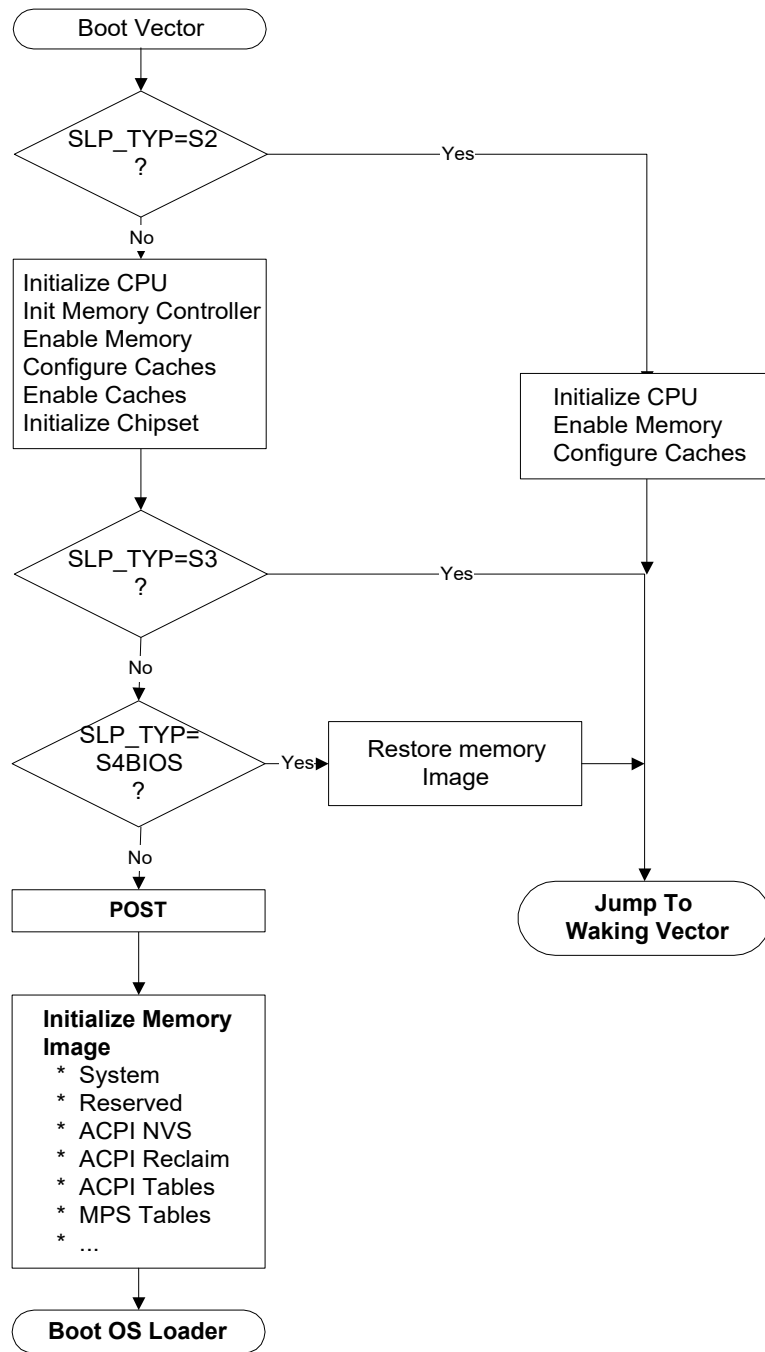 Boot Vector
SLP_TYP=S2
?
Yes
No
Initialize CPU
Init Memory Controller
Enable Memory
Configure Caches
Enable Caches
Initialize Chipset
Initialize CPU
Enable Memory
Configure Caches
SLP_TYP=S3
?
Yes
No
SLP_TYP=
S4BIOS
?
Yes
Restore memory
Image
No
POST
Jump To
Waking Vector
Initialize Memory
Image
* System
* Reserved
* ACPI NVS
* ACPI Reclaim
* ACPI Tables
* MPS Tables
* ...
Boot OS Loader